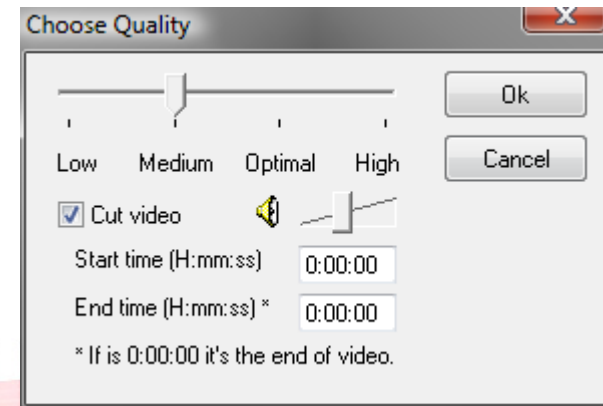 Choose Quality
Ok
Low Medium Optimal High
Cancel
Cut video
Start time (H:mm:ss) 0:00:00
End time (H:mm:ss) * 0:00:00
* If is 0:00:00 it's the end of video.